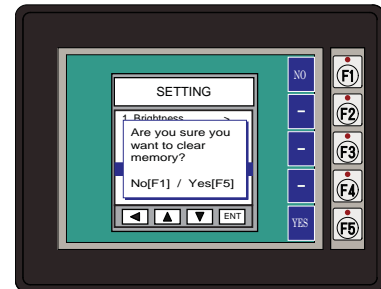 SETTING
1 Brightness >
Are you sure you
want to clear
memory?
No[F1] / Yes[F5]
ENT
NO
-
-
-
YES
F1
F2
F3
F4
F5